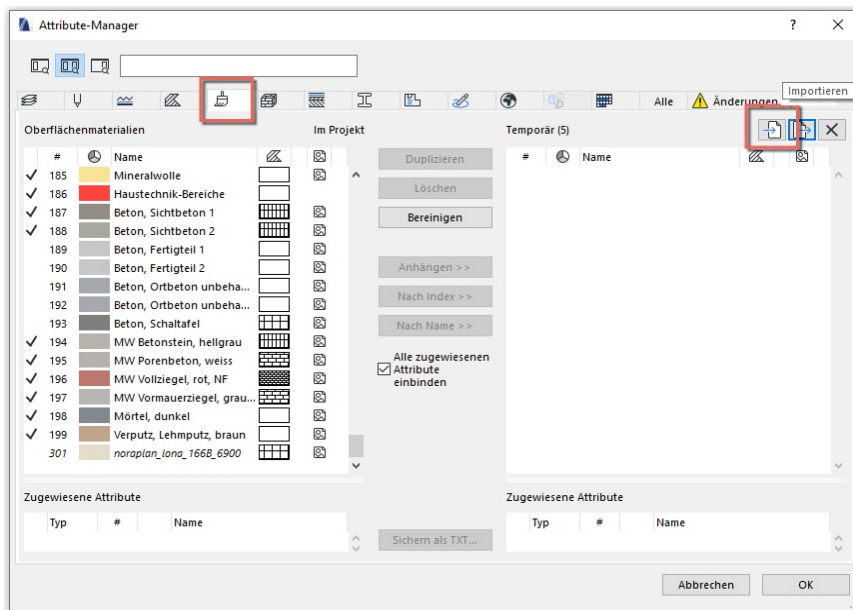 Attribute-Manager
?
Importieren
Alle
Änderungen
Oberflächenmaterialien
Im Projekt
Temporär (5)
# Name
185 Mineralwolle
186 Haustechnik-Bereiche
187 Beton, Sichtbeton 1
188 Beton, Sichtbeton 2
189 Beton, Fertigteil 1
190 Beton, Fertigteil 2
191 Beton, Ortbeton unbeha...
192 Beton, Ortbeton unbeha...
193 Beton, Schaltafel
194 MW Betonstein, hellgrau
195 MW Porenbeton, weiss
196 MW Vollziegel, rot, NF
197 MW Vormauerziegel, grau...
198 Mörtel, dunkel
199 Verputz, Lehmputz, braun
301 noraplan_lona_166B_6900
Duplizieren
Löschen
Bereinigen
Anhängen >>
Nach Index >>
Nach Name >>
Alle zugewiesenen
Attribute
einbinden
# Name
Zugewiesene Attribute
Typ # Name
Sichern als TXT...
Zugewiesene Attribute
Typ # Name
Abbrechen
OK